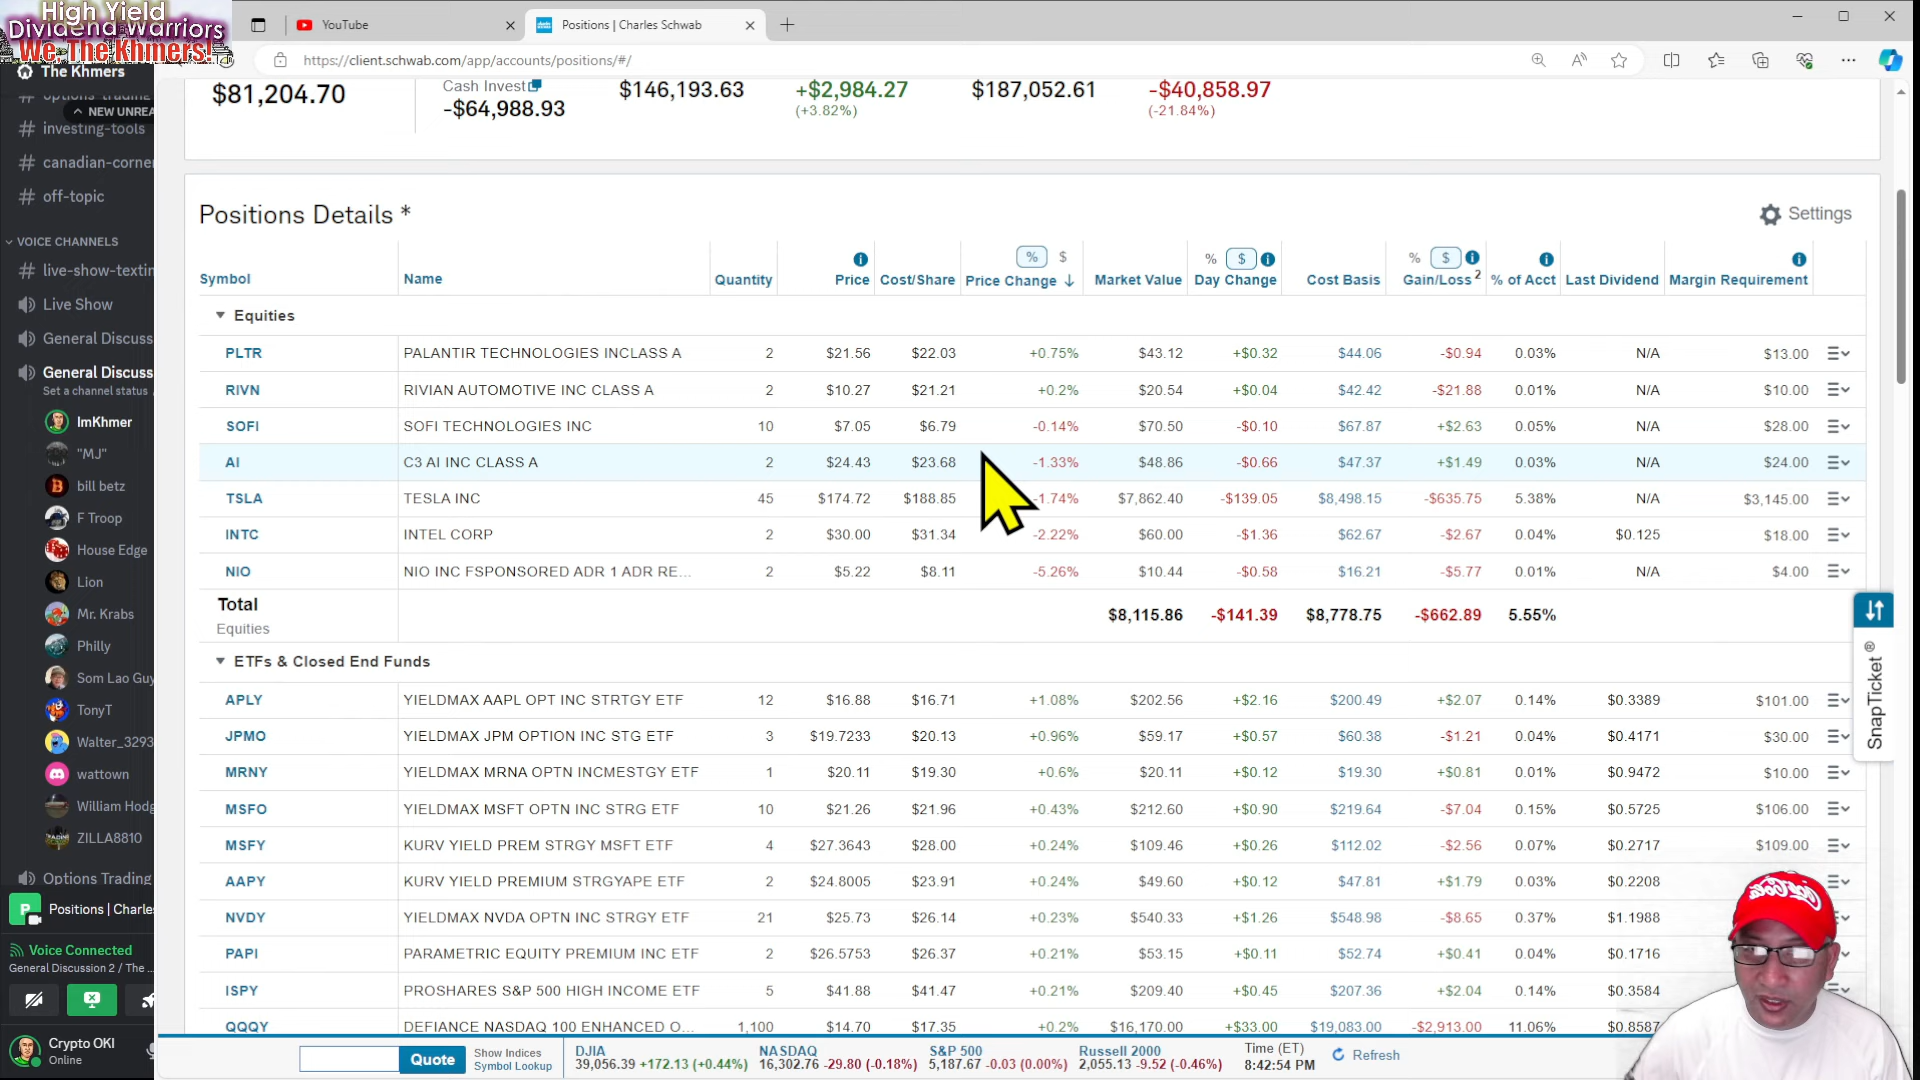 High Yield
Dividend Warriors
We The Khmers!
YouTube
Positions | Charles Schwab
https://client.schwab.com/app/accounts/positions/#/
The Khmers
options-trading
NEW UNREA
investing-tools
canadian-corner
off-topic
VOICE CHANNELS
live-show-textin
Live Show
General Discuss
General Discuss
Set a channel status
ImKhmer
"MJ"
bill betz
F Troop
House Edge
Lion
Mr. Krabs
Philly
Som Lao Guy
TonyT
Walter_3293
wattown
William Hodg
ZILLA8810
Options Trading
Positions | Charles
Voice Connected
General Discussion 2 / The ...
Crypto OKI
Online
$81,204.70
Cash Invest
-$64,988.93
$146,193.63
+$2,984.27
(+3.82%)
$187,052.61
-$40,858.97
(-21.84%)
Positions Details *
Settings
% $ % $ % $
Symbol Name Quantity Price Cost/Share Price Change ↓ Market Value Day Change Cost Basis Gain/Loss 2 % of Acct Last Dividend Margin Requirement
Equities
PLTR PALANTIR TECHNOLOGIES INCLASS A 2 $21.56 $22.03 +0.75% $43.12 +$0.32 $44.06 -$0.94 0.03% N/A $13.00
RIVN RIVIAN AUTOMOTIVE INC CLASS A 2 $10.27 $21.21 +0.2% $20.54 +$0.04 $42.42 -$21.88 0.01% N/A $10.00
SOFI SOFI TECHNOLOGIES INC 10 $7.05 $6.79 -0.14% $70.50 -$0.10 $67.87 +$2.63 0.05% N/A $28.00
AI C3 AI INC CLASS A 2 $24.43 $23.68 -1.33% $48.86 -$0.66 $47.37 +$1.49 0.03% N/A $24.00
TSLA TESLA INC 45 $174.72 $188.85 -1.74% $7,862.40 -$139.05 $8,498.15 -$635.75 5.38% N/A $3,145.00
INTC INTEL CORP 2 $30.00 $31.34 -2.22% $60.00 -$1.36 $62.67 -$2.67 0.04% $0.125 $18.00
NIO NIO INC FSPONSORED ADR 1 ADR RE... 2 $5.22 $8.11 -5.26% $10.44 -$0.58 $16.21 -$5.77 0.01% N/A $4.00
Total
Equities
$8,115.86 -$141.39 $8,778.75 -$662.89 5.55%
ETFs & Closed End Funds
APLY YIELDMAX AAPL OPT INC STRTGY ETF 12 $16.88 $16.71 +1.08% $202.56 +$2.16 $200.49 +$2.07 0.14% $0.3389 $101.00
JPMO YIELDMAX JPM OPTION INC STG ETF 3 $19.7233 $20.13 +0.96% $59.17 +$0.57 $60.38 -$1.21 0.04% $0.4171 $30.00
MRNY YIELDMAX MRNA OPTN INCMESTGY ETF 1 $20.11 $19.30 +0.6% $20.11 +$0.12 $19.30 +$0.81 0.01% $0.9472 $10.00
MSFO YIELDMAX MSFT OPTN INC STRG ETF 10 $21.26 $21.96 +0.43% $212.60 +$0.90 $219.64 -$7.04 0.15% $0.5725 $106.00
MSFY KURV YIELD PREM STRGY MSFT ETF 4 $27.3643 $28.00 +0.24% $109.46 +$0.26 $112.02 -$2.56 0.07% $0.2717 $109.00
AAPY KURV YIELD PREMIUM STRGYAPE ETF 2 $24.8005 $23.91 +0.24% $49.60 +$0.12 $47.81 +$1.79 0.03% $0.2208
NVDY YIELDMAX NVDA OPTN INC STRGY ETF 21 $25.73 $26.14 +0.23% $540.33 +$1.26 $548.98 -$8.65 0.37% $1.1988
PAPI PARAMETRIC EQUITY PREMIUM INC ETF 2 $26.5753 $26.37 +0.21% $53.15 +$0.11 $52.74 +$0.41 0.04% $0.1716
ISPY PROSHARES S&P 500 HIGH INCOME ETF 5 $41.88 $41.47 +0.21% $209.40 +$0.45 $207.36 +$2.04 0.14% $0.3584
QQQY DEFIANCE NASDAQ 100 ENHANCED O... 1,100 $14.70 $17.35 +0.2% $16,170.00 +$33.00 $19,083.00 -$2,913.00 11.06% $0.8587
SnapTicket®
Coca-Cola
Quote
Show Indices
Symbol Lookup
DJIA
39,056.39 +172.13 (+0.44%)
NASDAQ
16,302.76 -29.80 (-0.18%)
S&P 500
5,187.67 -0.03 (0.00%)
Russell 2000
2,055.13 -9.52 (-0.46%)
Time (ET)
8:42:54 PM
Refresh